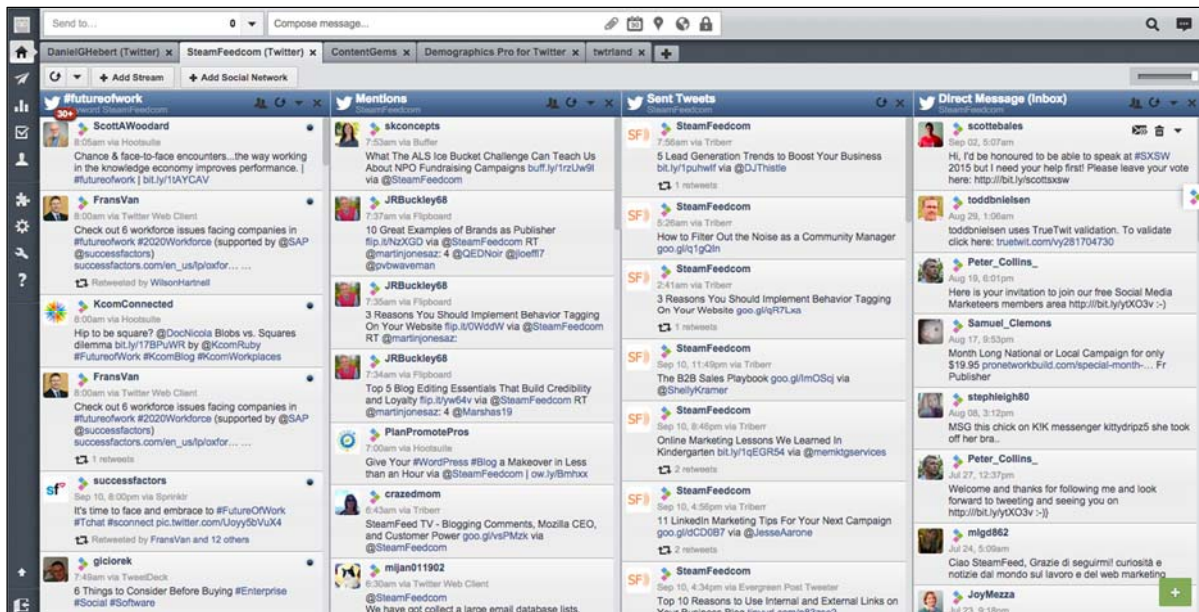 Send to...
0
Compose message...
DanielGHebert (Twitter) x
SteamFeedcom (Twitter) x
ContentGems x
Demographics Pro for Twitter x
twtrland x
+ Add Stream
+ Add Social Network
#futureofwork
Keyword SteamFeedcom
30+
ScottAWoodard
8:05am via Hootsuite
Chance & face-to-face encounters...the way working
in the knowledge economy improves performance. |
#futureofwork | bit.ly/1tAYCAV
FransVan
8:00am via Twitter Web Client
Check out 6 workforce issues facing companies in
#futureofwork #2020Workforce (supported by @SAP
@successfactors)
successfactors.com/en_us/lp/oxfor... ...
Retweeted by WilsonHartnell
KcomConnected
8:00am via Hootsuite
Hip to be square? @DocNicola Blobs vs. Squares
dilemma bit.ly/17BPuWR by @KcomRuby
#FutureofWork #KcomBlog #KcomWorkplaces
FransVan
8:00am via Twitter Web Client
Check out 6 workforce issues facing companies in
#futureofwork #2020Workforce (supported by @SAP
@successfactors)
successfactors.com/en_us/lp/oxfor... ...
1 retweets
successfactors
Sep 10, 8:00pm via Sprinklr
It's time to face and embrace to #FutureOfWork
#Tchat #sconnect pic.twitter.com/Uoyy5bVuX4
Retweeted by FransVan and 12 others
giciorek
7:49am via TweetDeck
6 Things to Consider Before Buying #Enterprise
#Social #Software
Mentions
SteamFeedcom
skconcepts
7:53am via Buffer
What The ALS Ice Bucket Challenge Can Teach Us
About NPO Fundraising Campaigns buff.ly/1rzUw9l
via @SteamFeedcom
JRBuckley68
7:37am via Flipboard
10 Great Examples of Brands as Publisher
flip.it/NzXGD via @SteamFeedcom RT
@martinjonesaz: 4 @QEDNoir @jloeffl7
@pvbwaveman
JRBuckley68
7:35am via Flipboard
3 Reasons You Should Implement Behavior Tagging
On Your Website flip.it/0WddW via @SteamFeedcom
RT @martinjonesaz:
JRBuckley68
7:34am via Flipboard
Top 5 Blog Editing Essentials That Build Credibility
and Loyalty flip.it/yw64v via @SteamFeedcom RT
@martinjonesaz: 4 @Marshas19
PlanPromotePros
7:00am via Hootsuite
Give Your #WordPress #Blog a Makeover in Less
than an Hour via @SteamFeedcom | ow.ly/Bmhxx
crazedmom
6:43am via Triberr
SteamFeed TV - Blogging Comments, Mozilla CEO,
and Customer Power goo.gl/vsPMzk via
@SteamFeedcom
mijan011902
6:30am via Twitter Web Client
@SteamFeedcom
We have got collect a large email database lists.
Sent Tweets
SteamFeedcom
SteamFeedcom
7:56am via Triberr
5 Lead Generation Trends to Boost Your Business
bit.ly/1puhwlf via @DJThistle
1 retweets
SteamFeedcom
5:26am via Triberr
How to Filter Out the Noise as a Community Manager
goo.gl/q1gQln
SteamFeedcom
2:41am via Triberr
3 Reasons You Should Implement Behavior Tagging
On Your Website goo.gl/qR7Lxa
1 retweets
SteamFeedcom
Sep 10, 11:49pm via Triberr
The B2B Sales Playbook goo.gl/ImOScj via
@ShellyKramer
SteamFeedcom
Sep 10, 8:46pm via Triberr
Online Marketing Lessons We Learned In
Kindergarten bit.ly/1qEGR54 via @memktgservices
2 retweets
SteamFeedcom
Sep 10, 4:56pm via Triberr
11 LinkedIn Marketing Tips For Your Next Campaign
goo.gl/dCD0B7 via @JesseAarone
2 retweets
SteamFeedcom
Sep 10, 4:34pm via Evergreen Post Tweeter
Top 10 Reasons to Use Internal and External Links on
Direct Message (Inbox)
SteamFeedcom
scottebales
Sep 02, 5:07am
Hi, I'd be honoured to be able to speak at #SXSW
2015 but I need your help first! Please leave your vote
here: http://bit.ly/scottsxsw
toddbnielsen
Aug 29, 1:06am
toddbnielsen uses TrueTwit validation. To validate
click here: truetwit.com/vy281704730
Peter_Collins_
Aug 19, 6:01pm
Here is your invitation to join our free Social Media
Marketeers members area http://bit.ly/ytXO3v :-)
Samuel_Clemons
Aug 17, 9:53pm
Month Long National or Local Campaign for only
$19.95 pronetworkbuild.com/special-month-... Fr
Publisher
stephleigh80
Aug 08, 3:12pm
MSG this chick on K!K messenger kittydripz5 she took
off her bra..
Peter_Collins_
Jul 27, 12:37pm
Welcome and thanks for following me and look
forward to tweeting and seeing you on
http://bit.ly/ytXO3v :-)}
mlgd862
Jul 24, 5:09am
Ciao SteamFeed, Grazie di seguirmi! curiosità e
notizie dal mondo sul lavoro e del web marketing
JoyMezza
Jul 23, 9:18pm